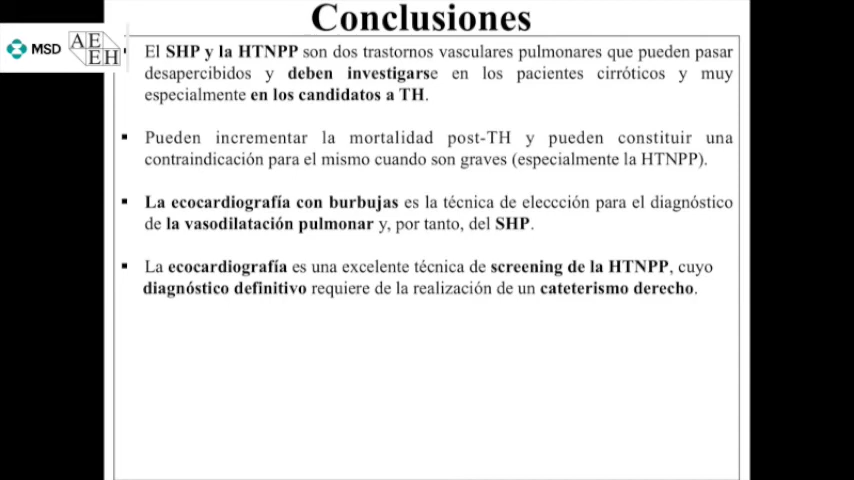 Conclusiones
MSD
AE
EH
El SHP y la HTNPP son dos trastornos vasculares pulmonares que pueden pasar
desapercibidos y deben investigarse en los pacientes cirróticos y muy
especialmente en los candidatos a TH.
Pueden incrementar la mortalidad post-TH y pueden constituir una
contraindicación para el mismo cuando son graves (especialmente la HTNPP).
La ecocardiografía con burbujas es la técnica de eleccción para el diagnóstico
de la vasodilatación pulmonar y, por tanto, del SHP.
La ecocardiografía es una excelente técnica de screening de la HTNPP, cuyo
diagnóstico definitivo requiere de la realización de un cateterismo derecho.